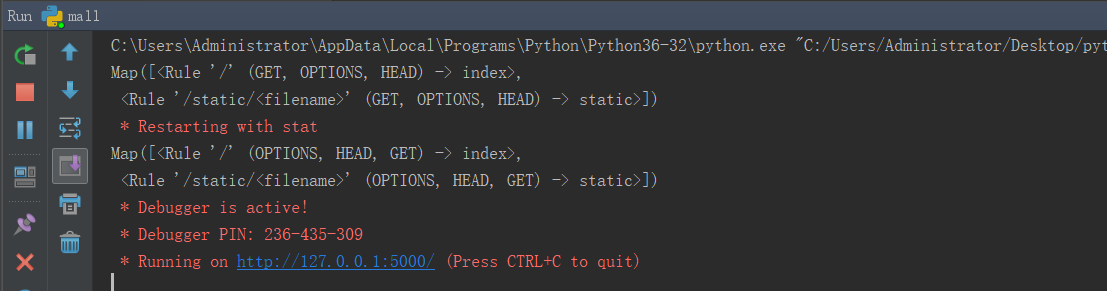 Run mall
C:\Users\Administrator\AppData\Local\Programs\Python\Python36-32\python.exe "C:/Users/Administrator/Desktop/pyt
Map([<Rule '/' (GET, OPTIONS, HEAD) -> index>,
 <Rule '/static/<filename>' (GET, OPTIONS, HEAD) -> static>])
 * Restarting with stat
Map([<Rule '/' (OPTIONS, HEAD, GET) -> index>,
 <Rule '/static/<filename>' (OPTIONS, HEAD, GET) -> static>])
 * Debugger is active!
 * Debugger PIN: 236-435-309
 * Running on http://127.0.0.1:5000/ (Press CTRL+C to quit)